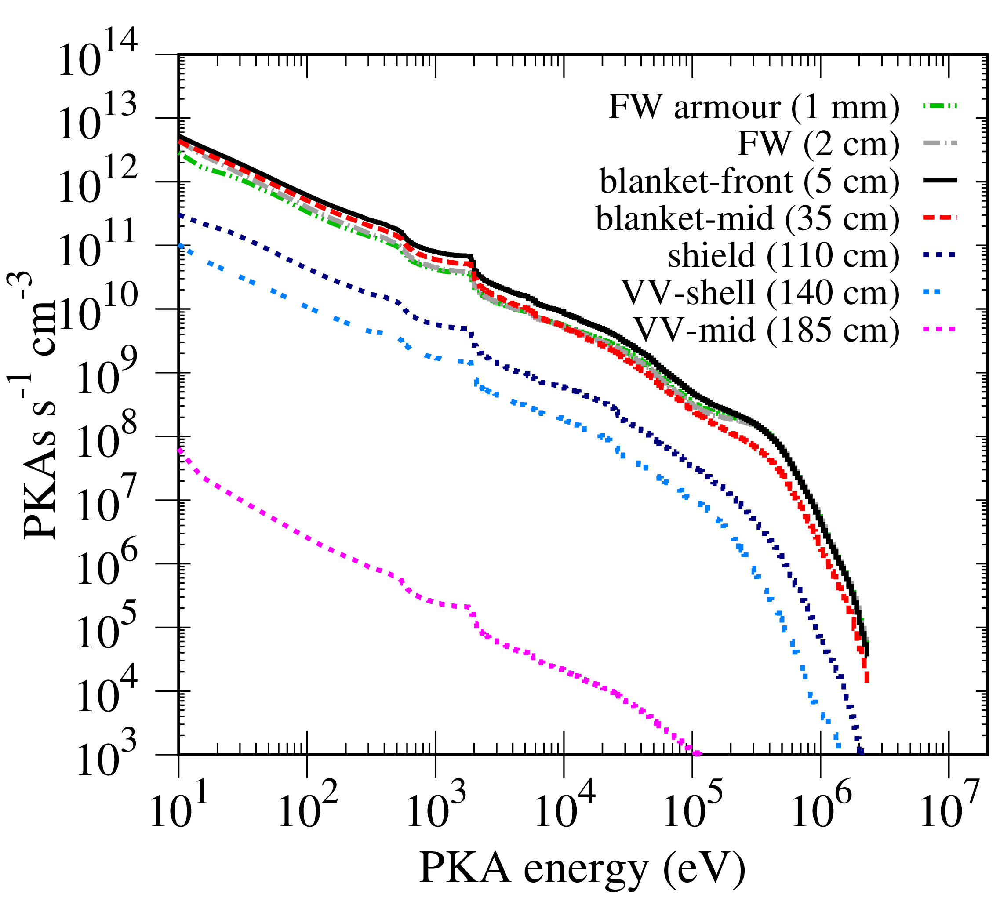 10^14
10^13
10^12
10^11
10^10
10^9
10^8
10^7
10^6
10^5
10^4
10^3
PKAs s^-1 cm^-3
FW armour (1 mm)
FW (2 cm)
blanket-front (5 cm)
blanket-mid (35 cm)
shield (110 cm)
VV-shell (140 cm)
VV-mid (185 cm)
10^1 10^2 10^3 10^4 10^5 10^6 10^7
PKA energy (eV)